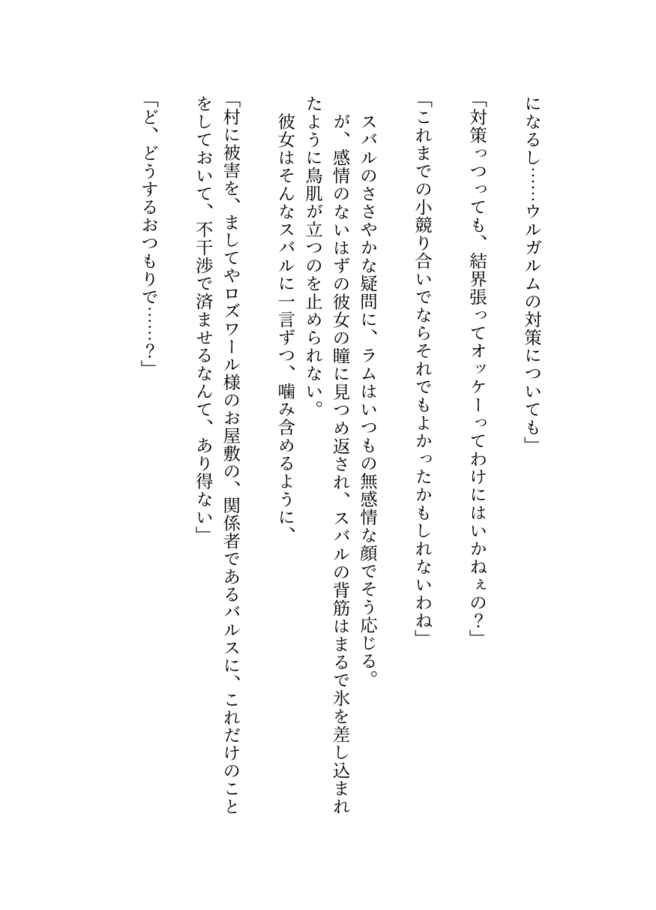 になるし……ウルガルムの対策についても」
「対策っつっても、結界張ってオッケーってわけにはいかねぇの？」
「これまでの小競り合いでならそれでもよかったかもしれないわね」
　スバルのささやかな疑問に、ラムはいつもの無感情な顔でそう応じる。
　が、感情のないはずの彼女の瞳に見つめ返され、スバルの背筋はまるで氷を差し込まれ
たように鳥肌が立つのを止められない。
　彼女はそんなスバルに一言ずつ、噛み含めるように、
「村に被害を、ましてやロズワール様のお屋敷の、関係者であるバルスに、これだけのこと
をしておいて、不干渉で済ませるなんて、あり得ない」
「ど、どうするおつもりで……？」